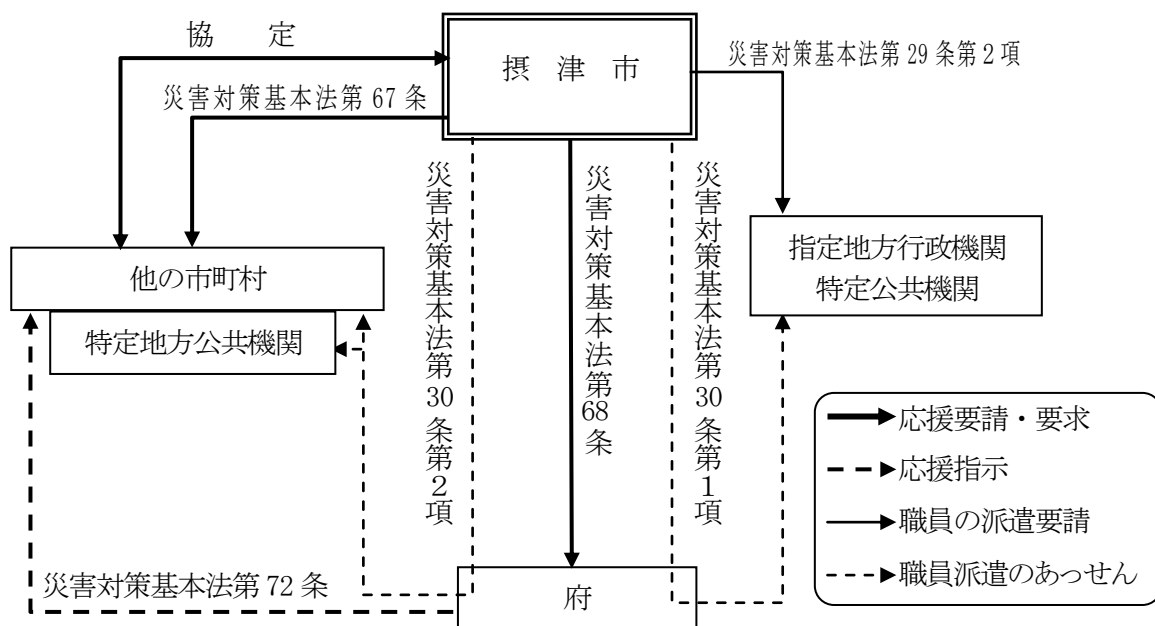 協　定
摂 津 市
災害対策基本法第29条第2項
災害対策基本法第 67 条
災害対策基本法第30条第２項
災害対策基本法第68条
災害対策基本法第30条第１項
他の市町村
特定地方公共機関
指定地方行政機関
特定公共機関
応援要請・要求
応援指示
職員の派遣要請
職員派遣のあっせん
災害対策基本法第 72 条
府